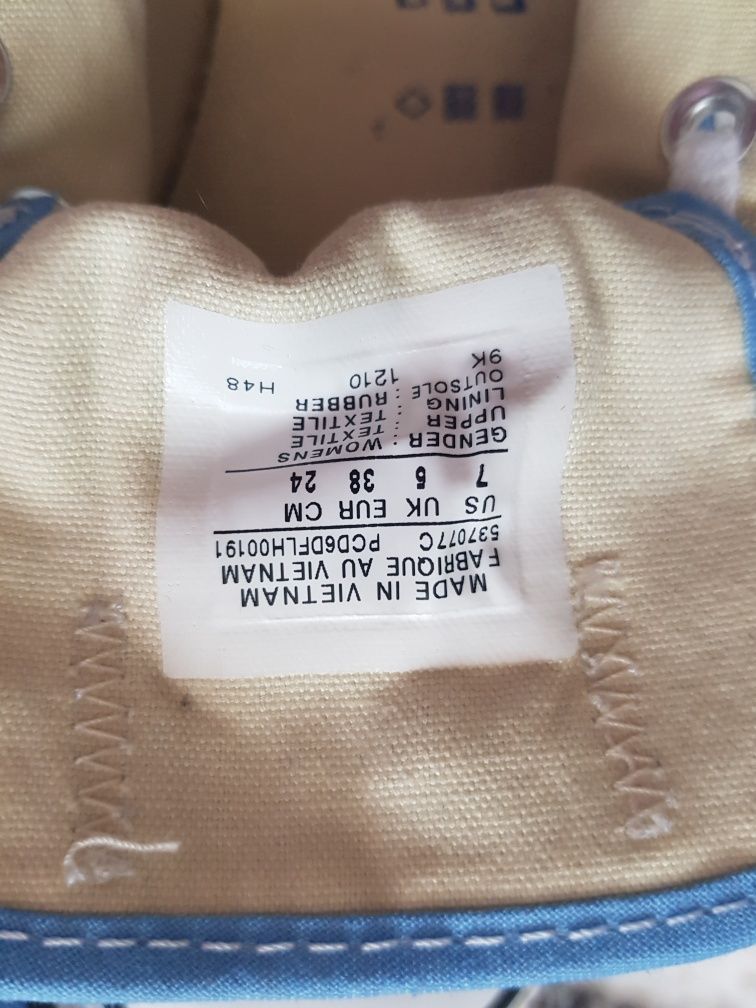 MADE IN VIETNAM
FABRIQUE AU VIETNAM
537077C PCD6DFLH00191
US UK EUR CM
7 5 38 24
GENDER : WOMENS
UPPER : TEXTILE
LINING : TEXTILE
OUTSOLE : RUBBER
9K 1210 H48